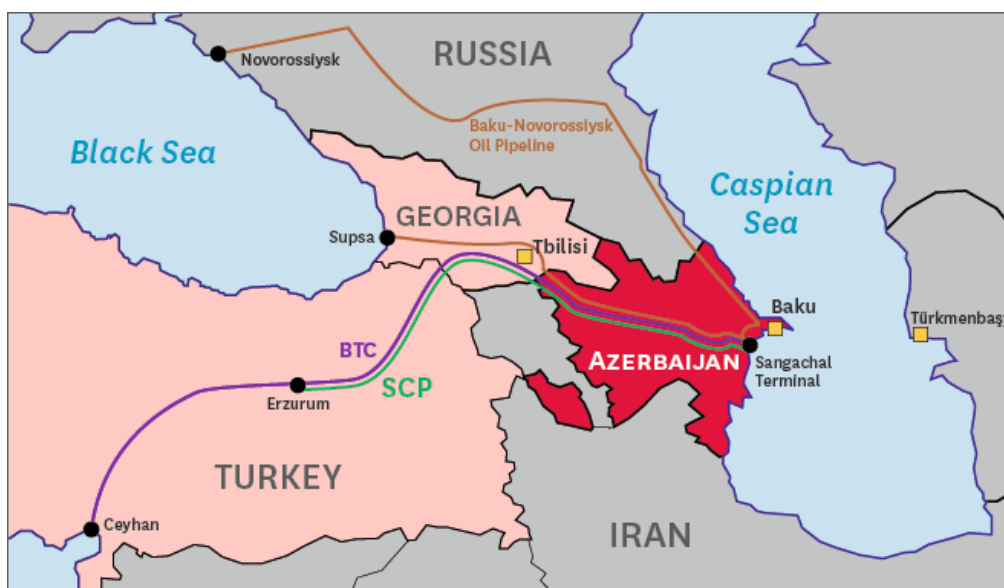 RUSSIA
Novorossiysk
Baku-Novorossiysk
Oil Pipeline
Black Sea
Caspian
Sea
GEORGIA
Supsa
Tbilisi
Baku
Türkmenbaşy
BTC
AZERBAIJAN
Sangachal
Terminal
SCP
Erzurum
TURKEY
Ceyhan
IRAN